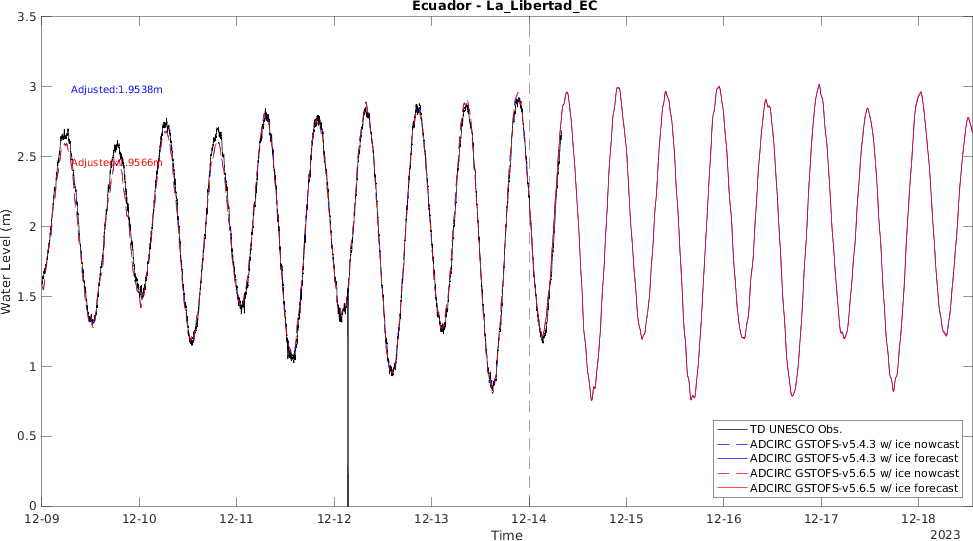 Ecuador - La_Libertad_EC
3.5
3
2.5
2
1.5
1
0.5
0
Water Level (m)
Adjusted:1.9538m
Adjusted:1.9566m
TD UNESCO Obs.
ADCIRC GSTOFS-v5.4.3 w/ ice nowcast
ADCIRC GSTOFS-v5.4.3 w/ ice forecast
ADCIRC GSTOFS-v5.6.5 w/ ice nowcast
ADCIRC GSTOFS-v5.6.5 w/ ice forecast
12-09 12-10 12-11 12-12 12-13 12-14 12-15 12-16 12-17 12-18
Time
2023